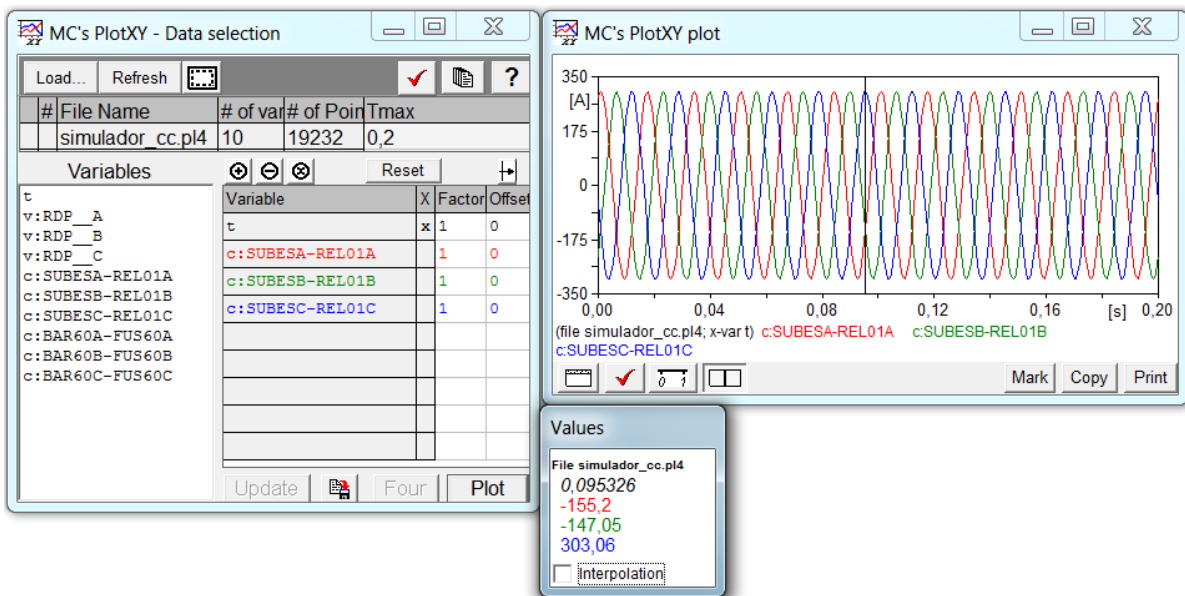 MC's PlotXY - Data selection
Load... Refresh ?
# File Name # of var # of Poin Tmax
simulador_cc.pl4 10 19232 0,2
Variables
Reset
t
v:RDP__A
v:RDP__B
v:RDP__C
c:SUBESA-REL01A
c:SUBESB-REL01B
c:SUBESC-REL01C
c:BAR60A-FUS60A
c:BAR60B-FUS60B
c:BAR60C-FUS60C
Variable X Factor Offset
t x 1 0
c:SUBESA-REL01A 1 0
c:SUBESB-REL01B 1 0
c:SUBESC-REL01C 1 0
Update Four Plot
MC's PlotXY plot
350
[A]
175
0
-175
-350
0,00 0,04 0,08 0,12 0,16 [s] 0,20
(file simulador_cc.pl4; x-var t) c:SUBESA-REL01A c:SUBESB-REL01B
c:SUBESC-REL01C
0 1 Mark Copy Print
Values
File simulador_cc.pl4
0,095326
-155,2
-147,05
303,06
Interpolation